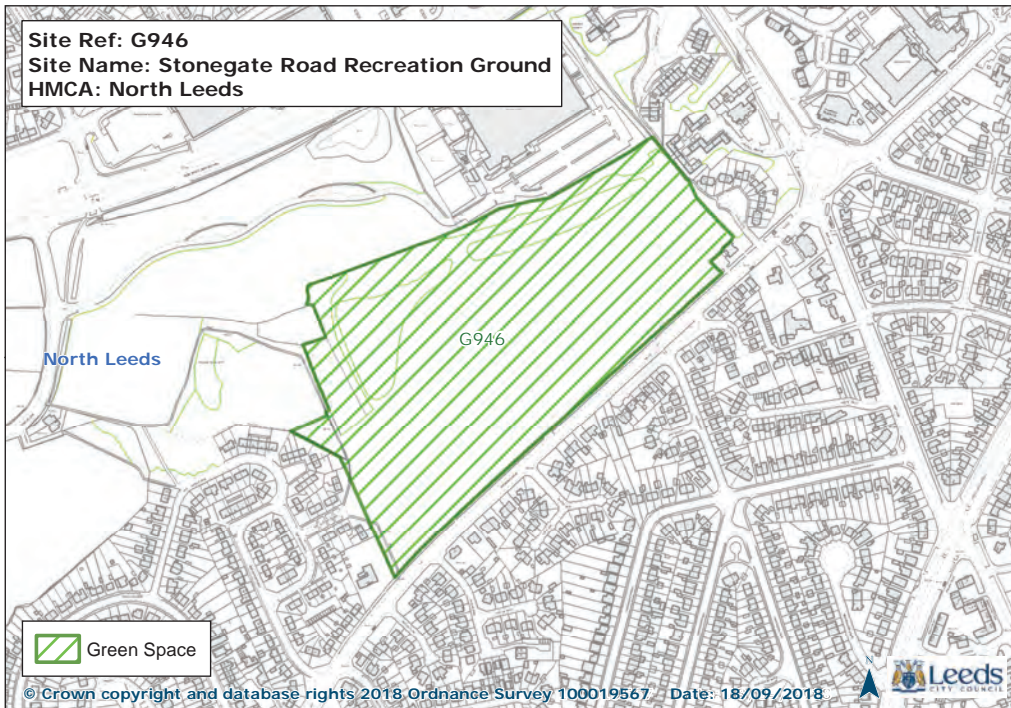 Site Ref: G946
Site Name: Stonegate Road Recreation Ground
HMCA: North Leeds
G946
North Leeds
Green Space
N
© Crown copyright and database rights 2018 Ordnance Survey 100019567 Date: 18/09/2018
Leeds
CITY COUNCIL